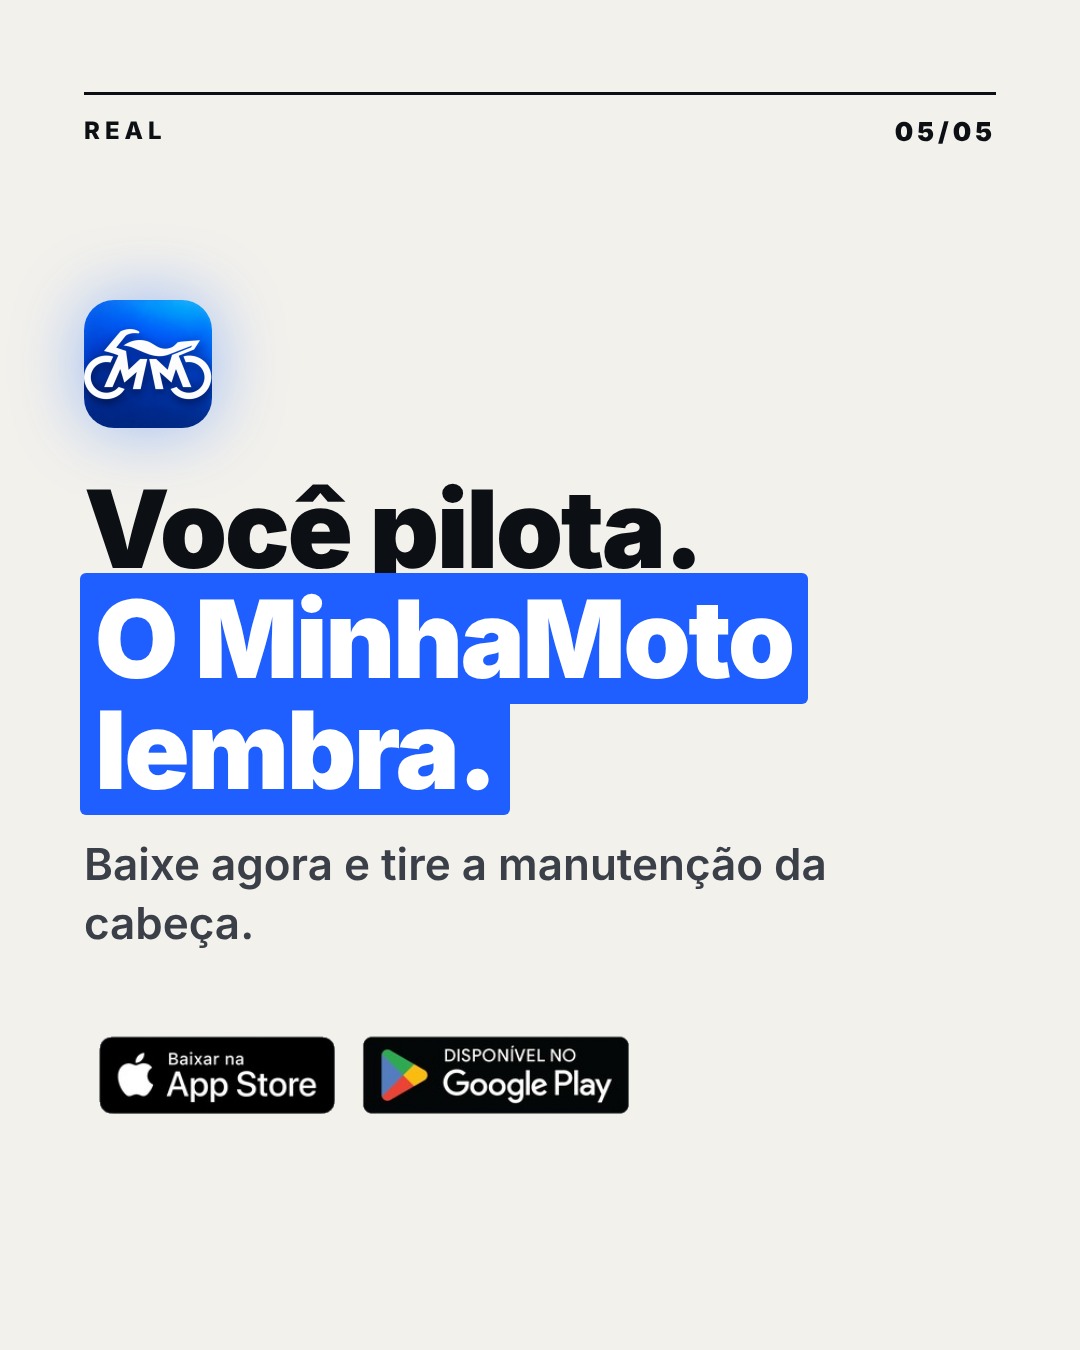 REAL
05/05
MM
Você pilota.
O MinhaMoto
lembra.
Baixe agora e tire a manutenção da
cabeça.
Baixar na
App Store
DISPONÍVEL NO
Google Play